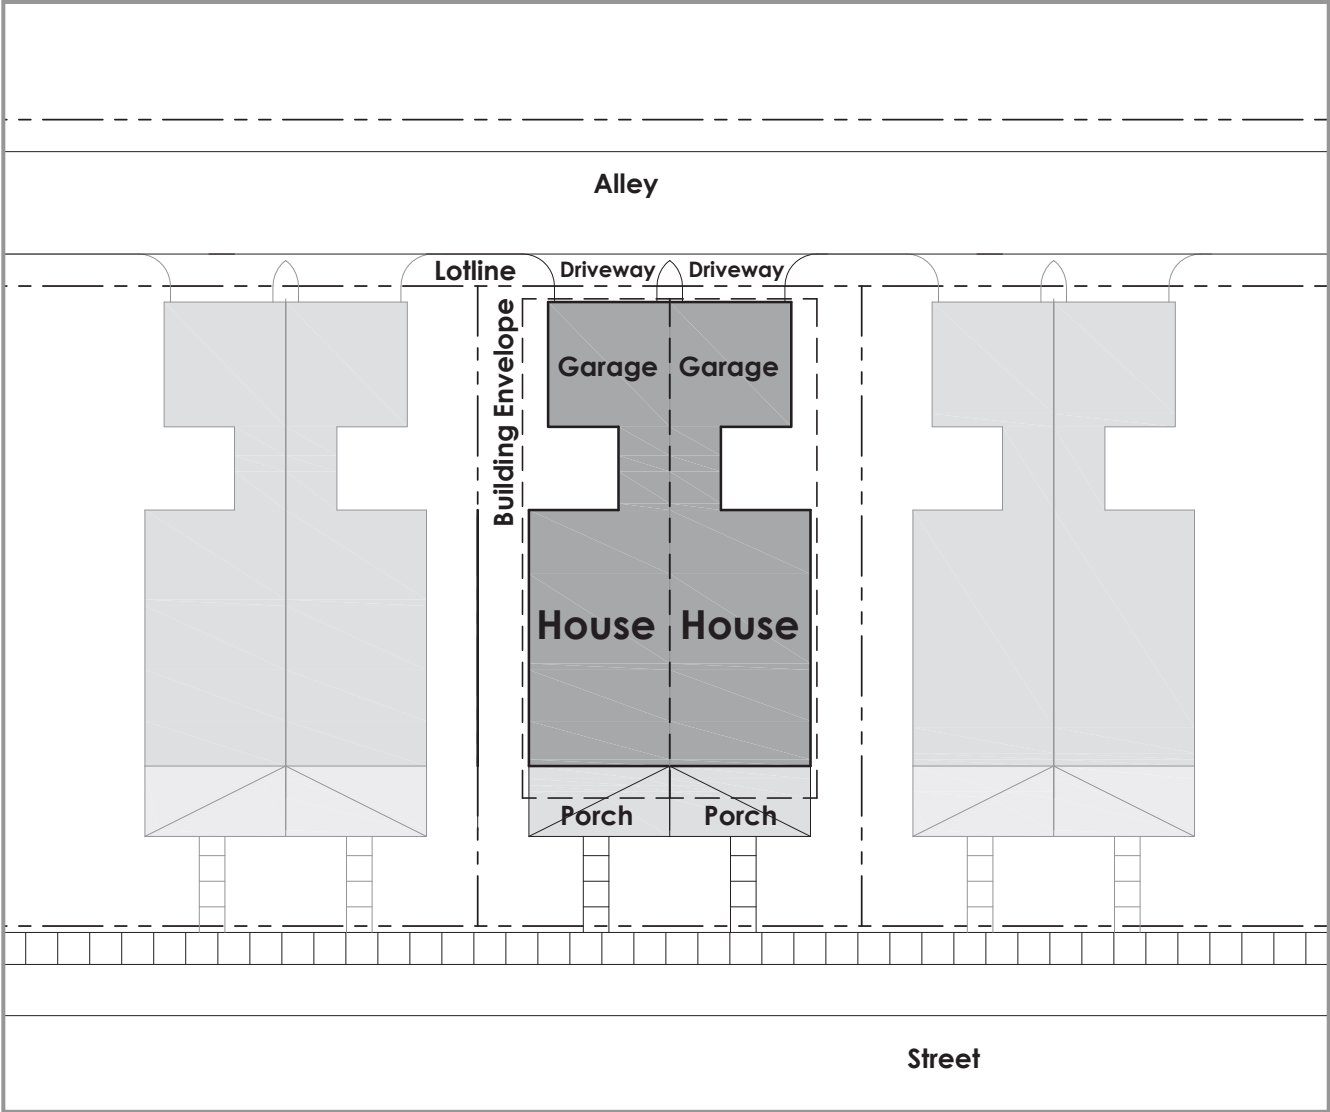 Alley
Lotline
Driveway
Driveway
Building Envelope
Garage
Garage
House
House
Porch
Porch
Street